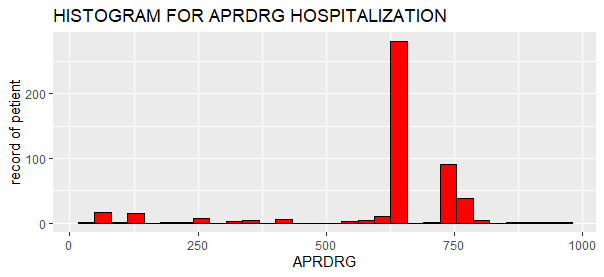 HISTOGRAM FOR APRDRG HOSPITALIZATION
record of petient
200
100
0
0 250 500 750 1000
APRDRG